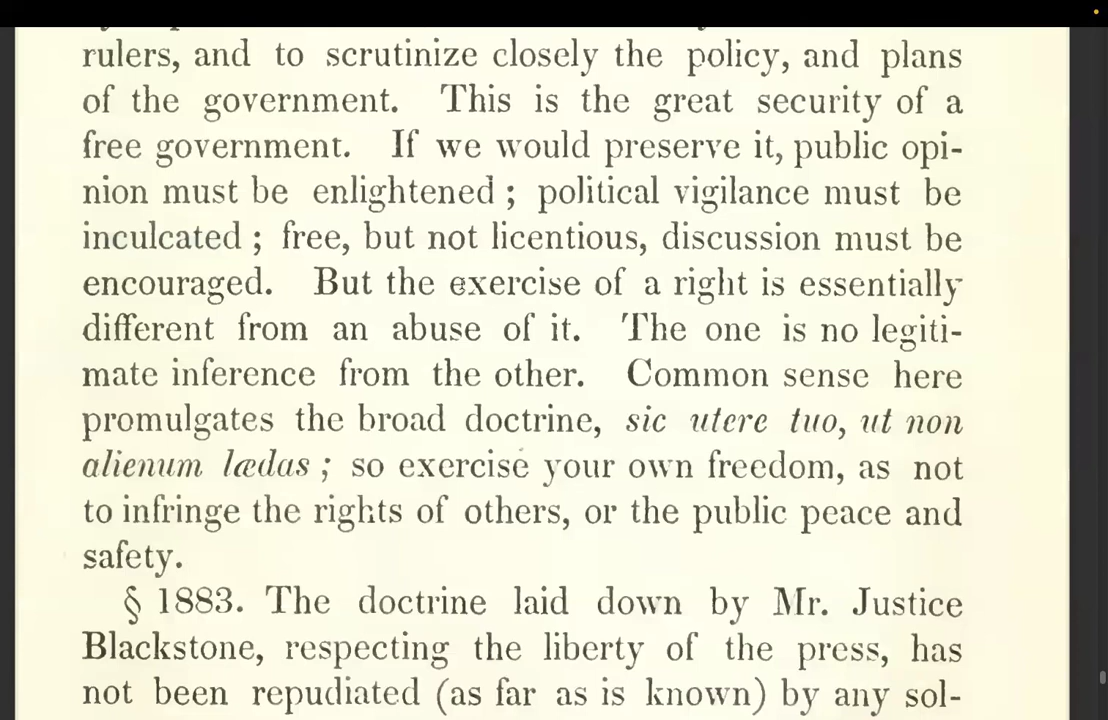 rulers, and to scrutinize closely the policy, and plans
of the government. This is the great security of a
free government. If we would preserve it, public opi-
nion must be enlightened ; political vigilance must be
inculcated ; free, but not licentious, discussion must be
encouraged. But the exercise of a right is essentially
different from an abuse of it. The one is no legiti-
mate inference from the other. Common sense here
promulgates the broad doctrine, sic utere tuo, ut non
alienum lædas ; so exercise your own freedom, as not
to infringe the rights of others, or the public peace and
safety.
§ 1883. The doctrine laid down by Mr. Justice
Blackstone, respecting the liberty of the press, has
not been repudiated (as far as is known) by any sol-